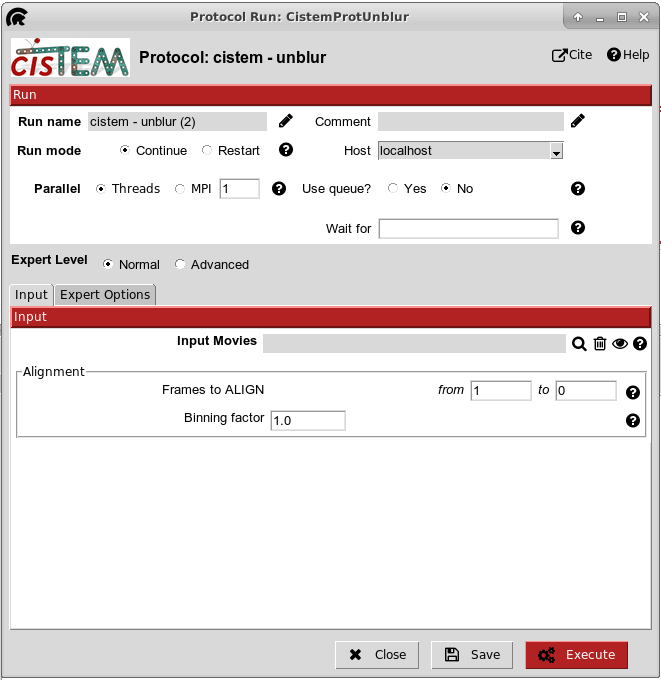 Protocol Run: CistemProtUnblur
cisTEM Protocol: cistem - unblur Cite Help
Run
Run name cistem - unblur (2) Comment
Run mode Continue Restart Host localhost
Parallel Threads MPI 1 Use queue? Yes No
Wait for
Expert Level Normal Advanced
Input Expert Options
Input
Input Movies
Alignment
Frames to ALIGN from 1 to 0
Binning factor 1.0
Close Save Execute